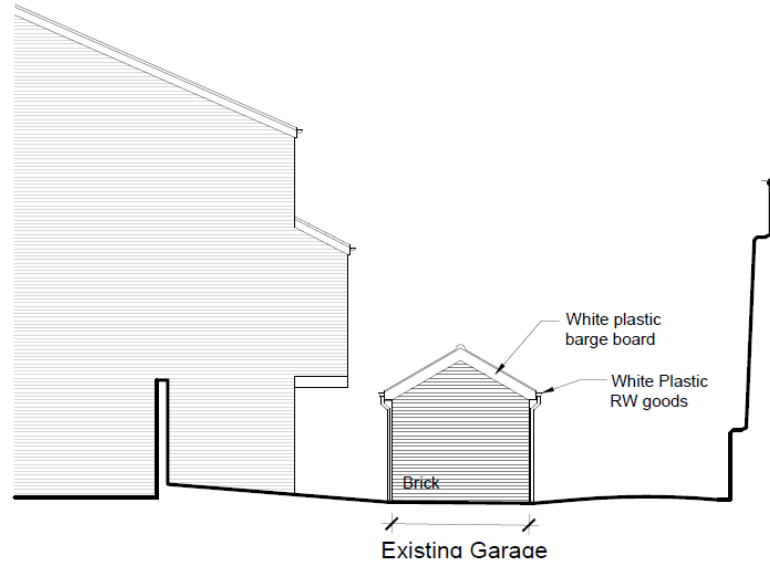 White plastic
barge board
White Plastic
RW goods
Brick
Existing Garage